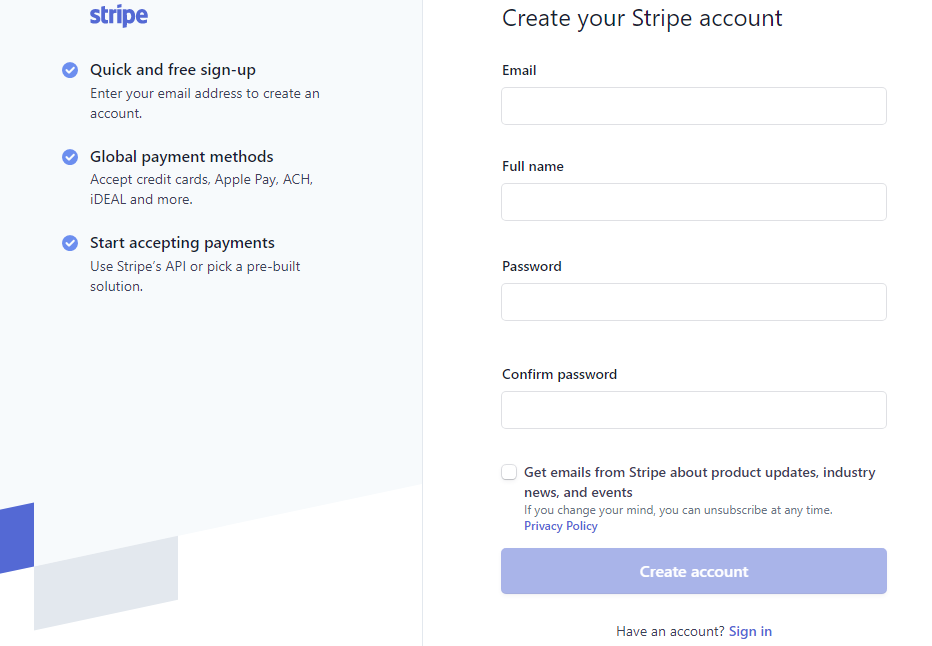 stripe
Quick and free sign-up
Enter your email address to create an
account.
Global payment methods
Accept credit cards, Apple Pay, ACH,
iDEAL and more.
Start accepting payments
Use Stripe's API or pick a pre-built
solution.
Create your Stripe account
Email
Full name
Password
Confirm password
Get emails from Stripe about product updates, industry
news, and events
If you change your mind, you can unsubscribe at any time.
Privacy Policy
Create account
Have an account? Sign in